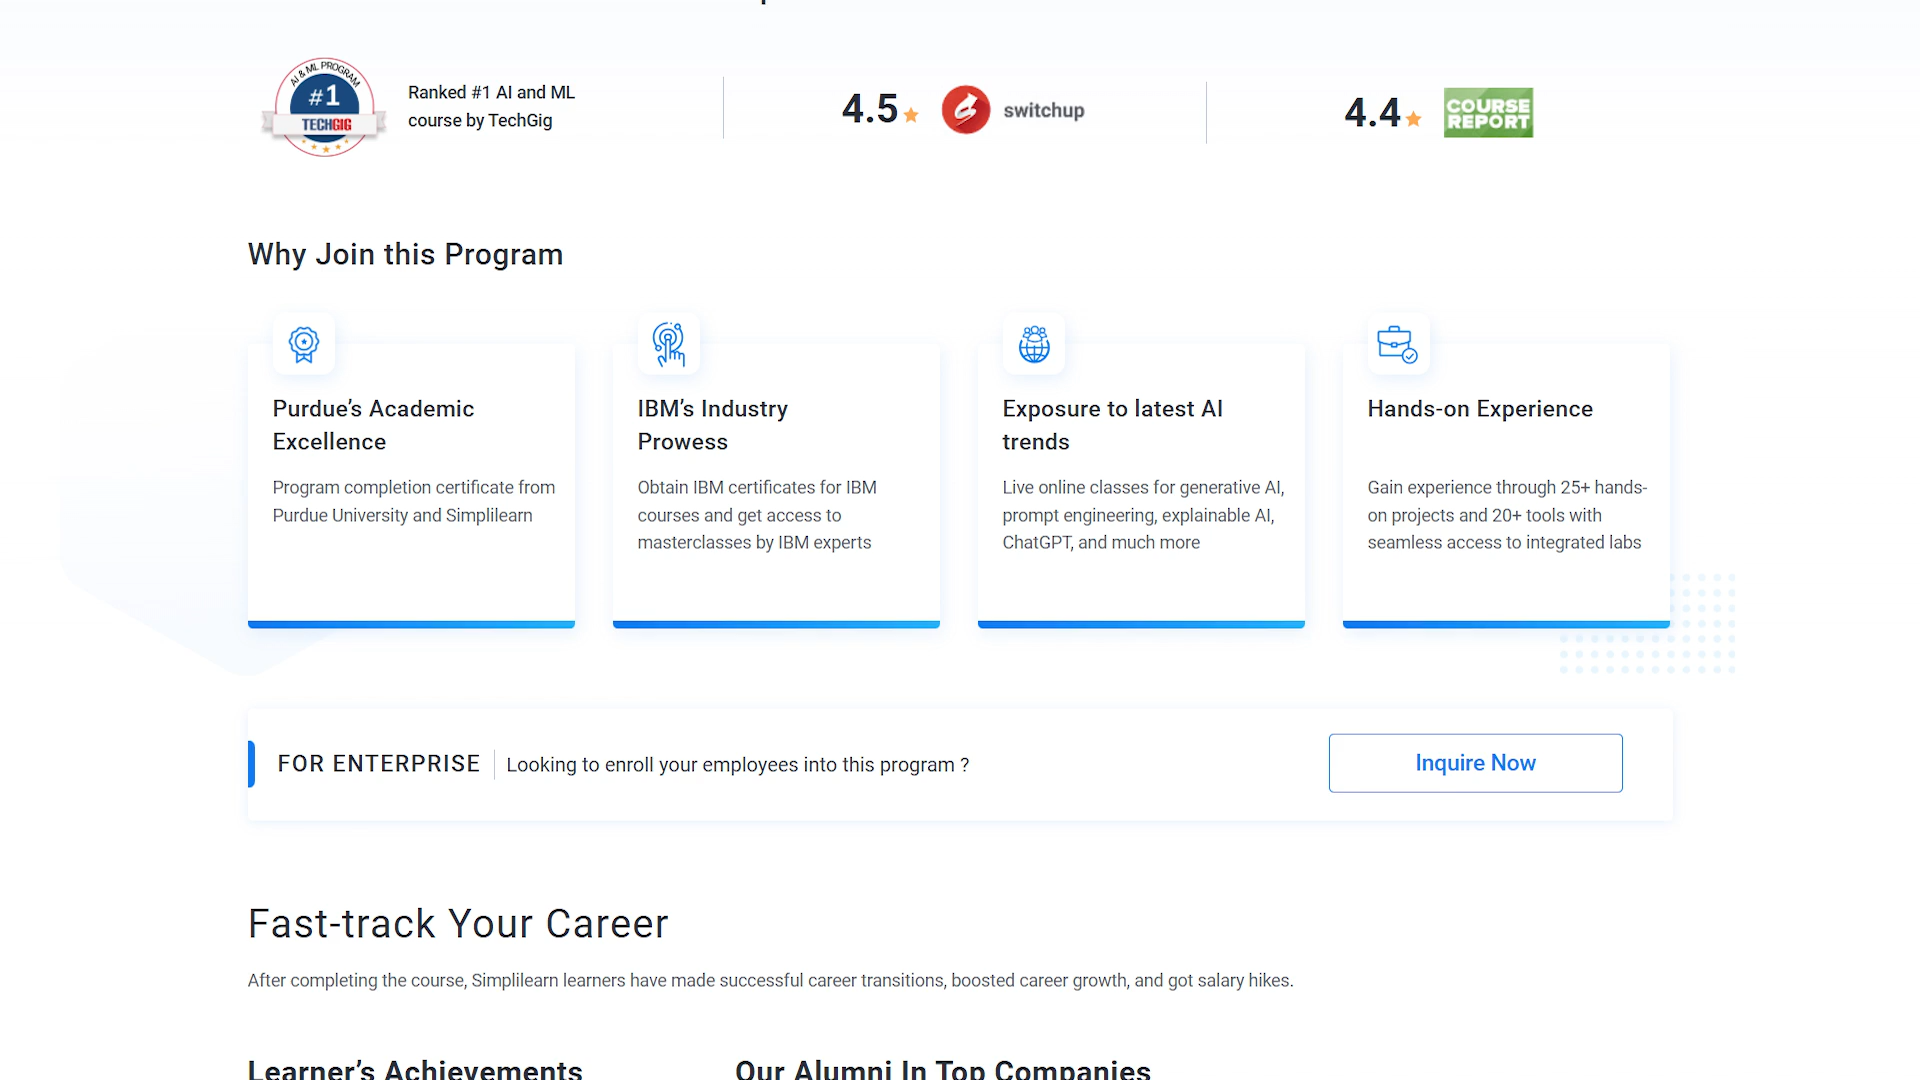 AI & ML PROGRAM
#1
TECHGIG
Ranked #1 AI and ML
course by TechGig
4.5
switchup
4.4
COURSE
REPORT
Why Join this Program
Purdue’s Academic
Excellence
Program completion certificate from
Purdue University and Simplilearn
IBM’s Industry
Prowess
Obtain IBM certificates for IBM
courses and get access to
masterclasses by IBM experts
Exposure to latest AI
trends
Live online classes for generative AI,
prompt engineering, explainable AI,
ChatGPT, and much more
Hands-on Experience
Gain experience through 25+ hands-
on projects and 20+ tools with
seamless access to integrated labs
FOR ENTERPRISE
Looking to enroll your employees into this program ?
Inquire Now
Fast-track Your Career
After completing the course, Simplilearn learners have made successful career transitions, boosted career growth, and got salary hikes.
Learner’s Achievements
Our Alumni In Top Companies